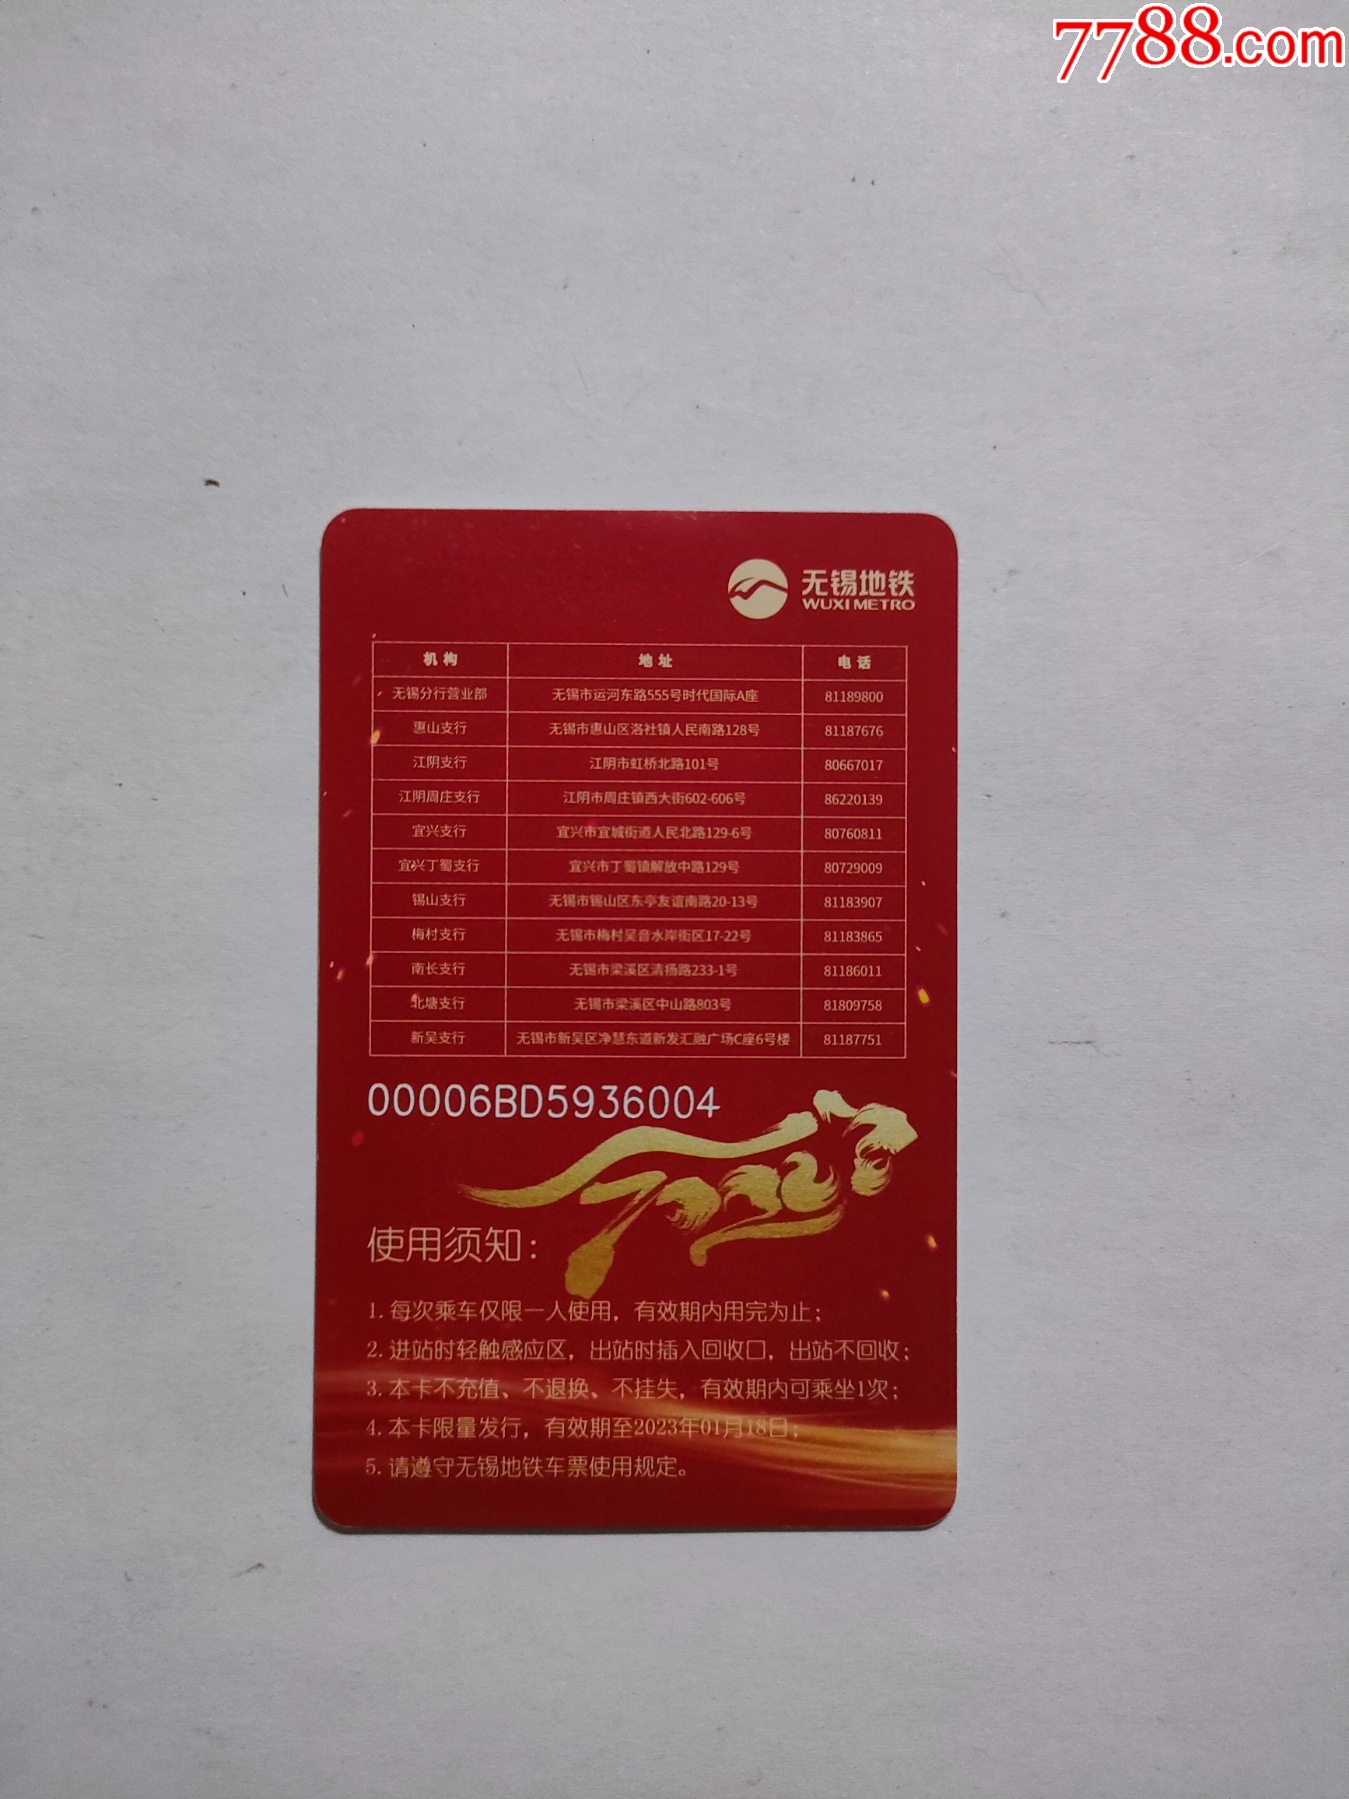 7788.com
无锡地铁
WUXI METRO
机构 地址 电话
无锡分行营业部 无锡市运河东路555号时代国际A座 81189800
惠山支行 无锡市惠山区洛社镇人民南路128号 81187676
江阴支行 江阴市虹桥北路101号 80667017
江阴周庄支行 江阴市周庄镇西大街602-606号 86220139
宜兴支行 宜兴市宜城街道人民北路129-6号 80760811
宜兴丁蜀支行 宜兴市丁蜀镇解放中路129号 80729009
锡山支行 无锡市锡山区东亭友谊南路20-13号 81183907
梅村支行 无锡市梅村吴音水岸街区17-22号 81183865
南长支行 无锡市梁溪区清扬路233-1号 81186011
北塘支行 无锡市梁溪区中山路803号 81809758
新吴支行 无锡市新吴区净慧东道新发汇融广场C座6号楼 81187751
00006BD5936004
使用须知：
1. 每次乘车仅限一人使用，有效期内用完为止；
2. 进站时轻触感应区，出站时插入回收口，出站不回收；
3. 本卡不充值、不退换、不挂失，有效期内可乘坐1次；
4. 本卡限量发行，有效期至2023年01月18日；
5. 请遵守无锡地铁车票使用规定。